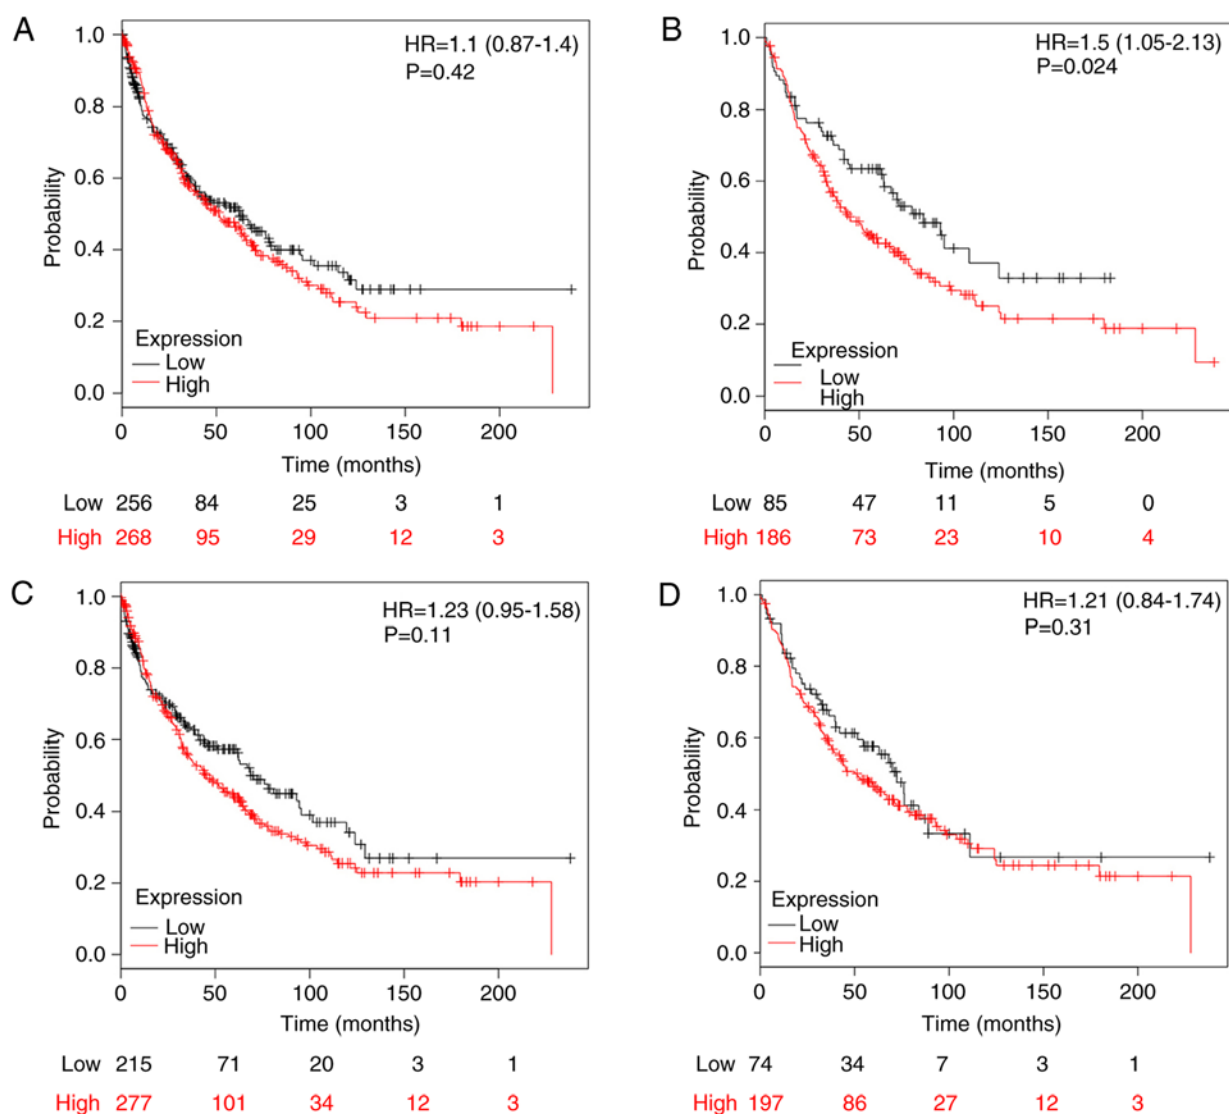 A
HR=1.1 (0.87-1.4)
P=0.42
Probability
1.0
0.8
0.6
0.4
0.2
0.0
Expression
Low
High
0 50 100 150 200
Time (months)
Low 256 84 25 3 1
High 268 95 29 12 3
B
HR=1.5 (1.05-2.13)
P=0.024
Probability
1.0
0.8
0.6
0.4
0.2
0.0
Expression
Low
High
0 50 100 150 200
Time (months)
Low 85 47 11 5 0
High 186 73 23 10 4
C
HR=1.23 (0.95-1.58)
P=0.11
Probability
1.0
0.8
0.6
0.4
0.2
0.0
Expression
Low
High
0 50 100 150 200
Time (months)
Low 215 71 20 3 1
High 277 101 34 12 3
D
HR=1.21 (0.84-1.74)
P=0.31
Probability
1.0
0.8
0.6
0.4
0.2
0.0
Expression
Low
High
0 50 100 150 200
Time (months)
Low 74 34 7 3 1
High 197 86 27 12 3